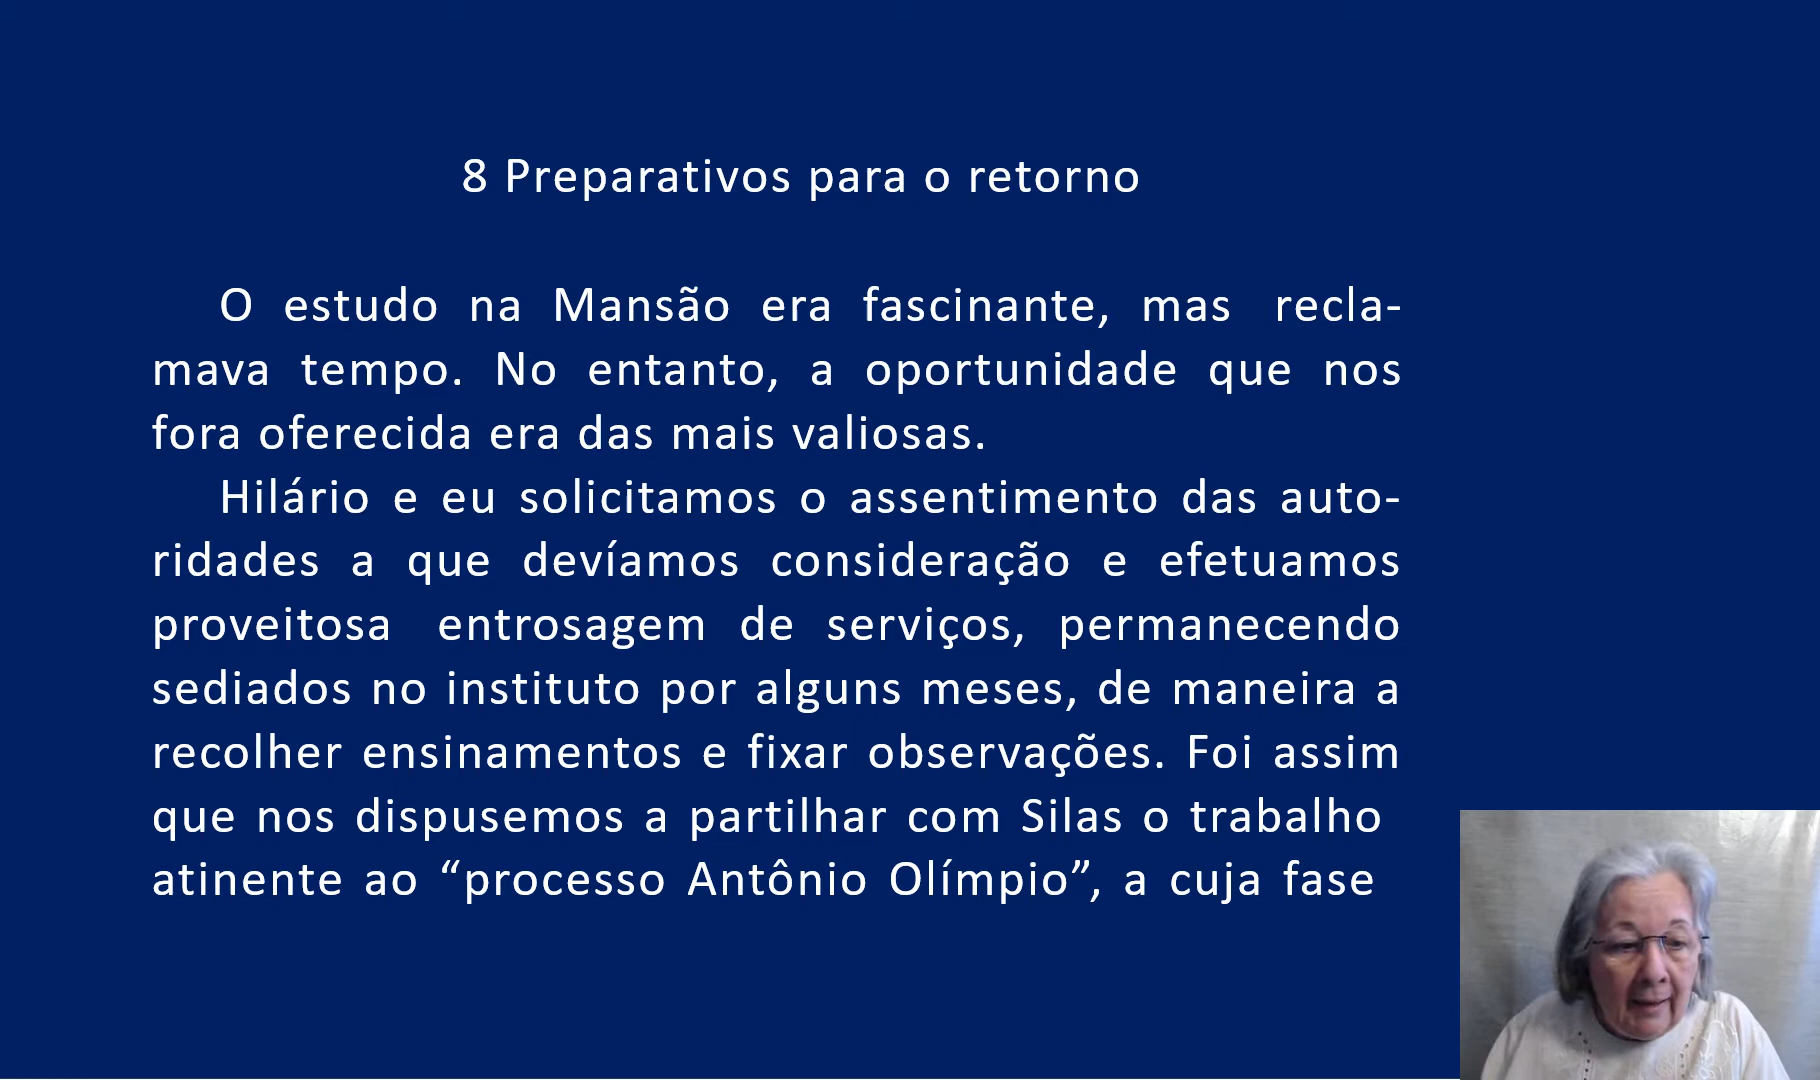 8 Preparativos para o retorno
O estudo na Mansão era fascinante, mas recla-
mava tempo. No entanto, a oportunidade que nos
fora oferecida era das mais valiosas.
Hilário e eu solicitamos o assentimento das auto-
ridades a que devíamos consideração e efetuamos
proveitosa entrosagem de serviços, permanecendo
sediados no instituto por alguns meses, de maneira a
recolher ensinamentos e fixar observações. Foi assim
que nos dispusemos a partilhar com Silas o trabalho
atinente ao “processo Antônio Olímpio”, a cuja fase